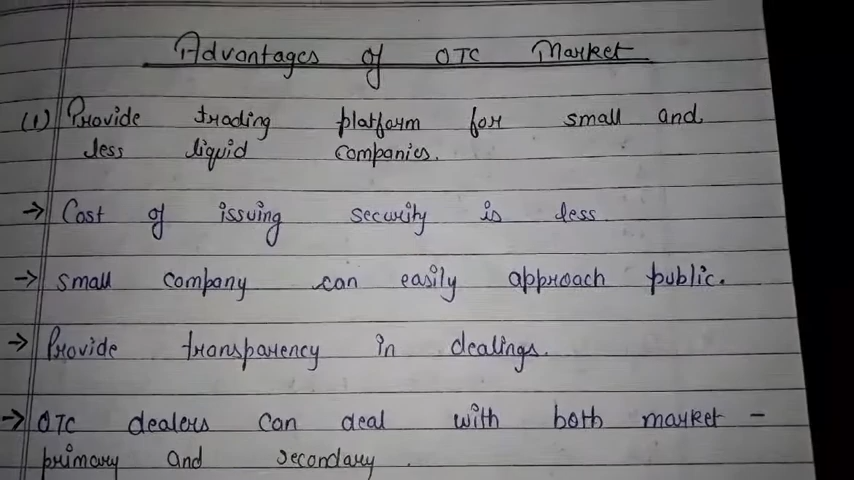 Advantages of OTC Market
(1) Provide trading platform for small and
less liquid companies.
→ Cost of issuing security is less
→ small company can easily approach public.
→ Provide transparency in dealings.
→ OTC dealers can deal with both market -
primary and secondary.